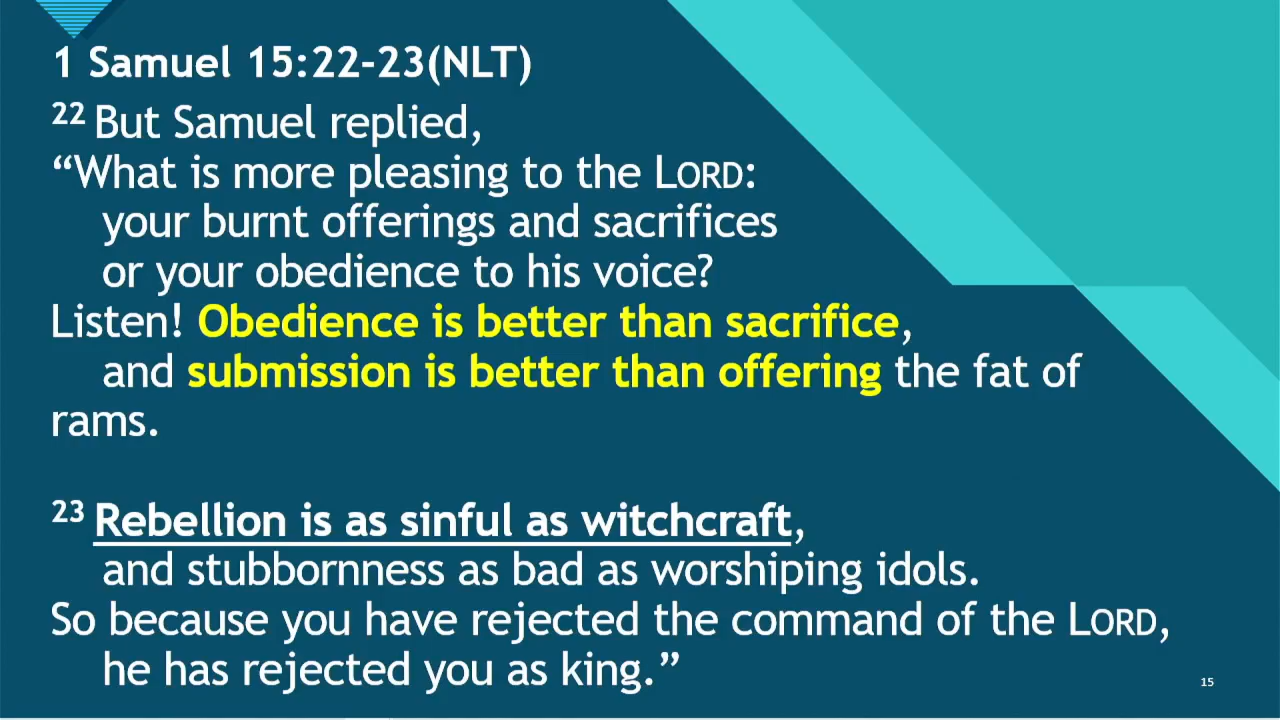 1 Samuel 15:22-23(NLT)
22 But Samuel replied,
“What is more pleasing to the LORD:
your burnt offerings and sacrifices
or your obedience to his voice?
Listen! Obedience is better than sacrifice,
and submission is better than offering the fat of
rams.
23 Rebellion is as sinful as witchcraft,
and stubbornness as bad as worshiping idols.
So because you have rejected the command of the LORD,
he has rejected you as king.”
15